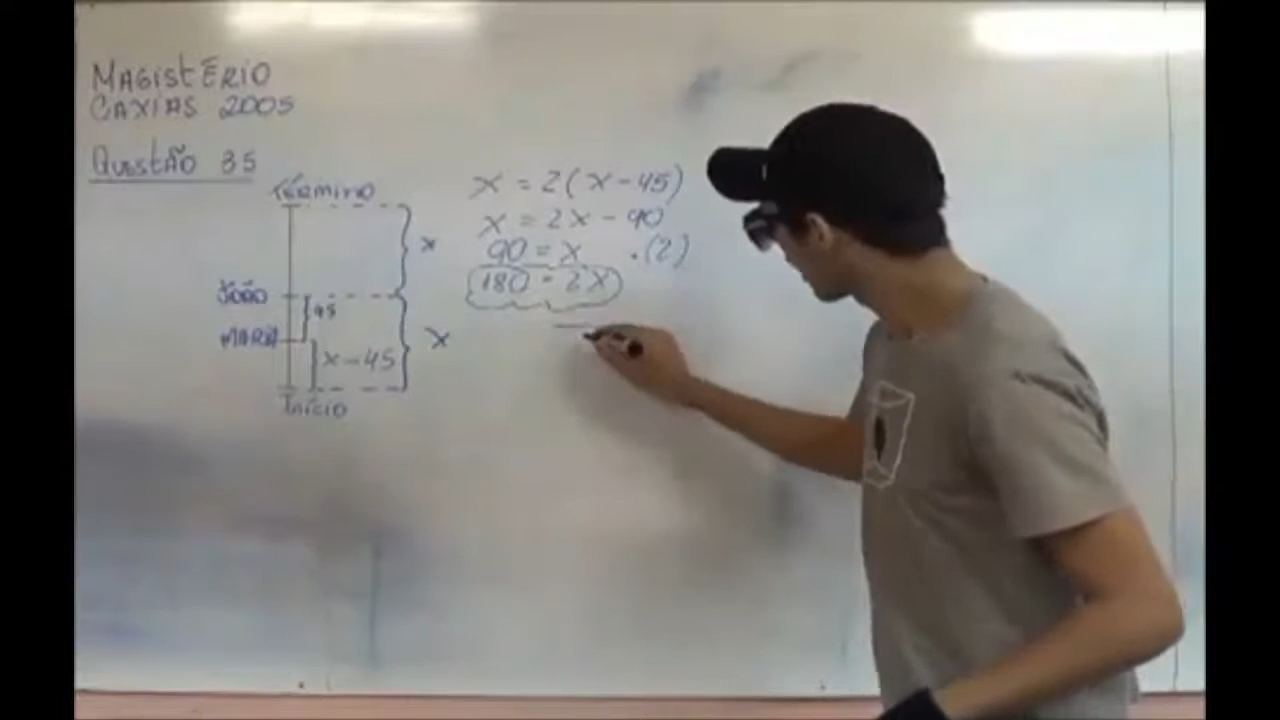 MAGISTÉRIO
CAXIAS 2005
QUESTÃO 35
TÉRMINO
x
JOÃO
45
MARIA
x
x - 45
INÍCIO
x = 2(x - 45)
x = 2x - 90
90 = x .(2)
180 = 2x